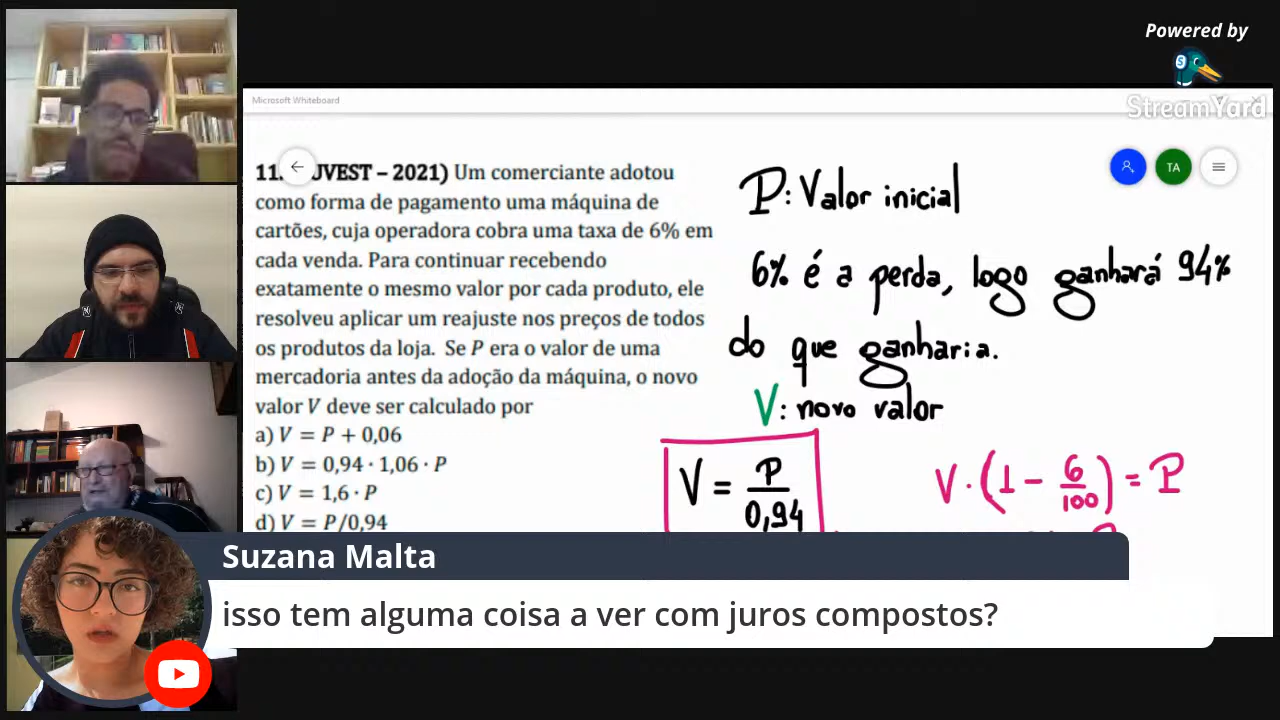 Powered by
StreamYard
Microsoft Whiteboard
TA
11. UVEST – 2021) Um comerciante adotou
como forma de pagamento uma máquina de
cartões, cuja operadora cobra uma taxa de 6% em
cada venda. Para continuar recebendo
exatamente o mesmo valor por cada produto, ele
resolveu aplicar um reajuste nos preços de todos
os produtos da loja. Se P era o valor de uma
mercadoria antes da adoção da máquina, o novo
valor V deve ser calculado por
a) V = P + 0,06
b) V = 0,94 · 1,06 · P
c) V = 1,6 · P
d) V = P/0,94
P: Valor inicial
6% é a perda, logo ganhará 94%
do que ganharia.
V: novo valor
V = P/0,94
V · (1 - 6/100) = P
Suzana Malta
isso tem alguma coisa a ver com juros compostos?